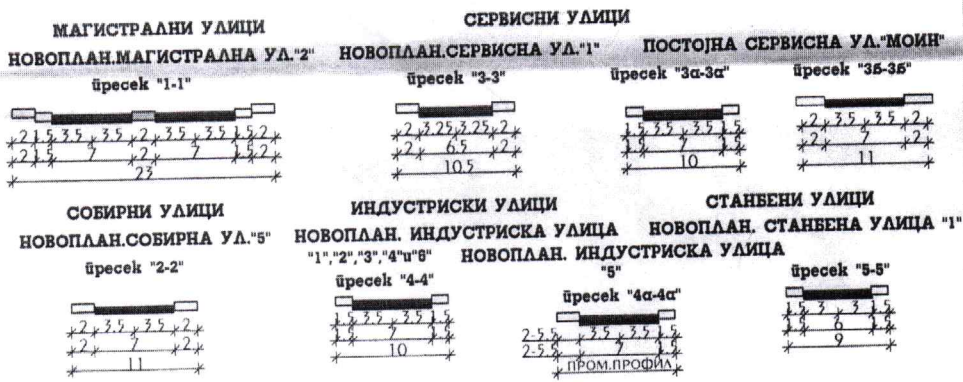 МАГИСТРАЛНИ УЛИЦИ
НОВОПЛАН.МАГИСТРАЛНА УЛ."2"
пресек "1-1"
2 1.5 3.5 3.5 2 3.5 3.5 1.5 2
2 1.5 7 2 7 1.5 2
23
СЕРВИСНИ УЛИЦИ
НОВОПЛАН.СЕРВИСНА УЛ."1"
пресек "3-3"
2 3.25 3.25 2
2 6.5 2
10.5
ПОСТОЈНА СЕРВИСНА УЛ."МОИН"
пресек "3а-3а"
1.5 3.5 3.5 1.5
1.5 7 1.5
10
пресек "3б-3б"
2 3.5 3.5 2
2 7 2
11
СОБИРНИ УЛИЦИ
НОВОПЛАН.СОБИРНА УЛ."5"
пресек "2-2"
2 3.5 3.5 2
2 7 2
11
ИНДУСТРИСКИ УЛИЦИ
НОВОПЛАН. ИНДУСТРИСКА УЛИЦА
"1","2","3","4"и"6"
пресек "4-4"
1.5 3.5 3.5 1.5
1.5 7 1.5
10
НОВОПЛАН. ИНДУСТРИСКА УЛИЦА
"5"
пресек "4а-4а"
2-5.5 3.5 3.5 1.5
2-5.5 7 1.5
ПРОМ.ПРОФИЛ
СТАНБЕНИ УЛИЦИ
НОВОПЛАН. СТАНБЕНА УЛИЦА "1"
пресек "5-5"
1.5 3 3 1.5
1.5 6 1.5
9